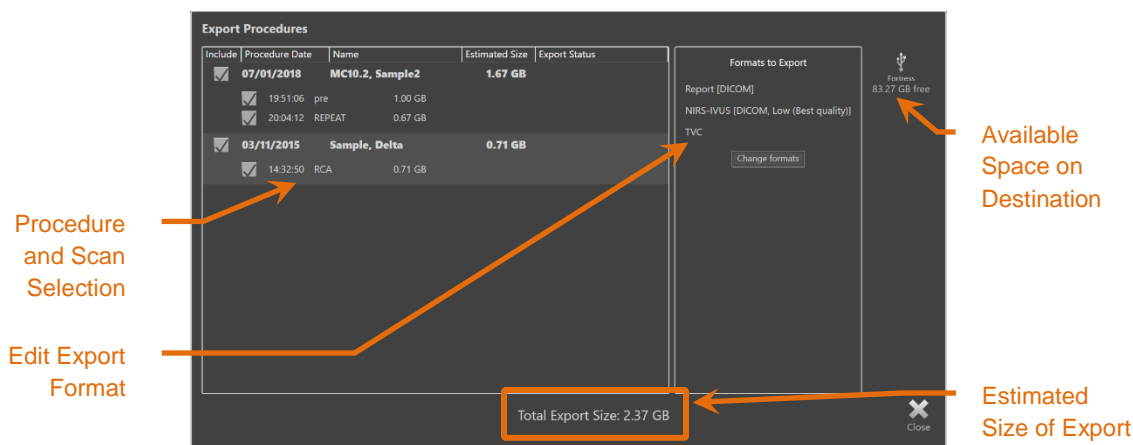 Export Procedures
Include Procedure Date Name Estimated Size Export Status
07/01/2018 MC10.2, Sample2 1.67 GB
19:51:06 pre 1.00 GB
20:04:12 REPEAT 0.67 GB
03/11/2015 Sample, Delta 0.71 GB
14:32:50 RCA 0.71 GB
Formats to Export
Report [DICOM]
NIRS-IVUS [DICOM, Low (Best quality)]
TVC
Change formats
Fortress
83.27 GB free
Available
Space on
Destination
Procedure
and Scan
Selection
Edit Export
Format
Total Export Size: 2.37 GB
Close
Estimated
Size of Export